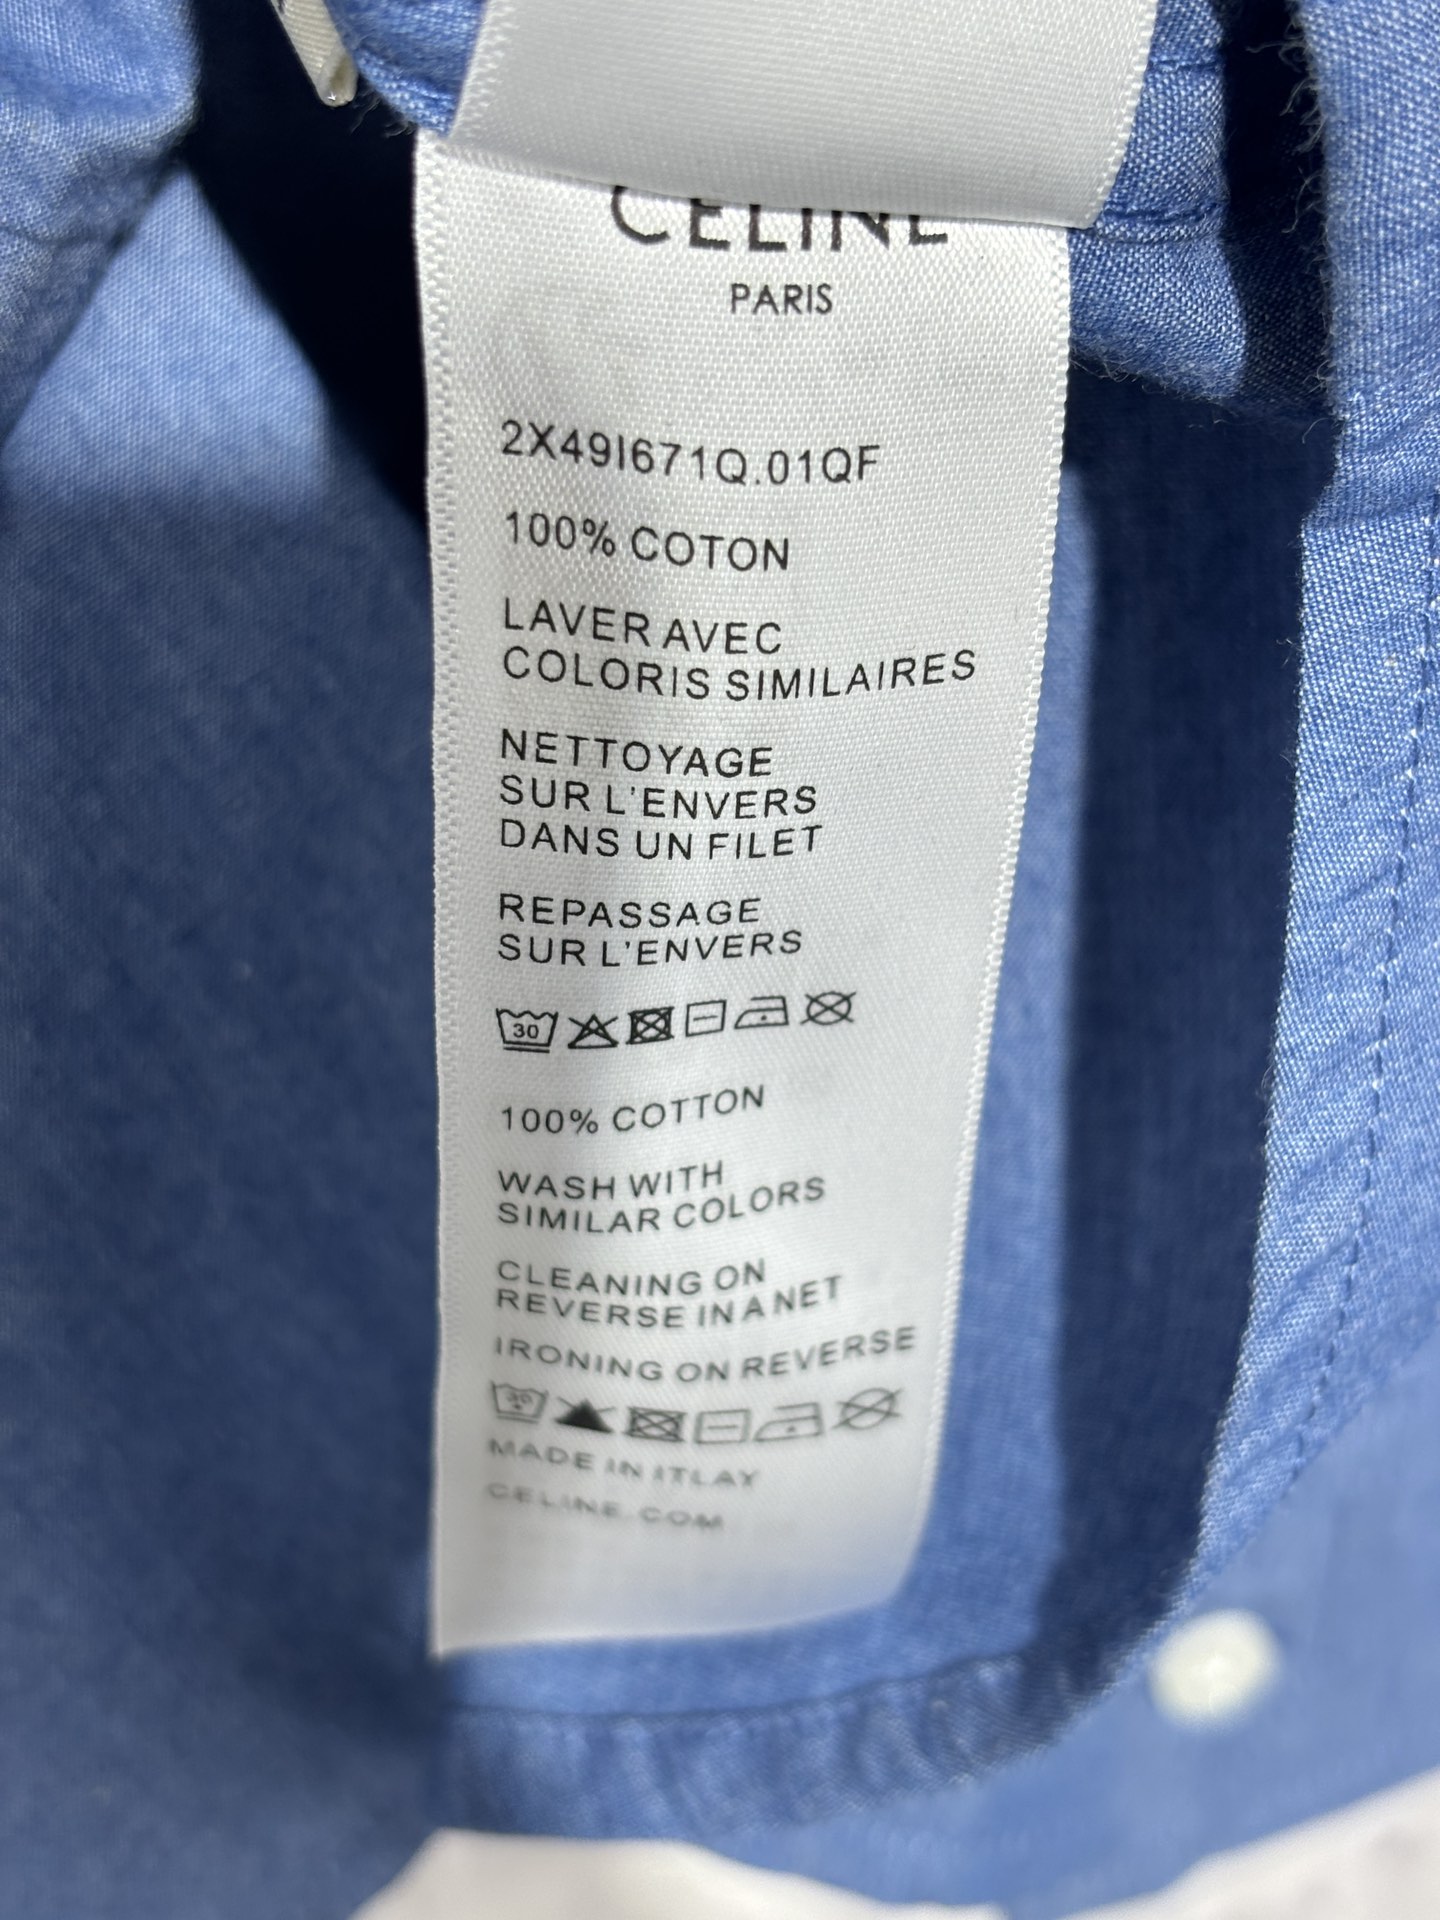 CELINE
PARIS
2X49I671Q.01QF
100% COTON
LAVER AVEC
COLORIS SIMILAIRES
NETTOYAGE
SUR L'ENVERS
DANS UN FILET
REPASSAGE
SUR L'ENVERS
30
100% COTTON
WASH WITH
SIMILAR COLORS
CLEANING ON
REVERSE IN A NET
IRONING ON REVERSE
30
MADE IN ITLAY
CELINE.COM